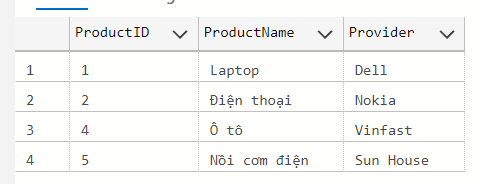 ProductID ProductName Provider
1 1 Laptop Dell
2 2 Điện thoại Nokia
3 4 Ô tô Vinfast
4 5 Nồi cơm điện Sun House